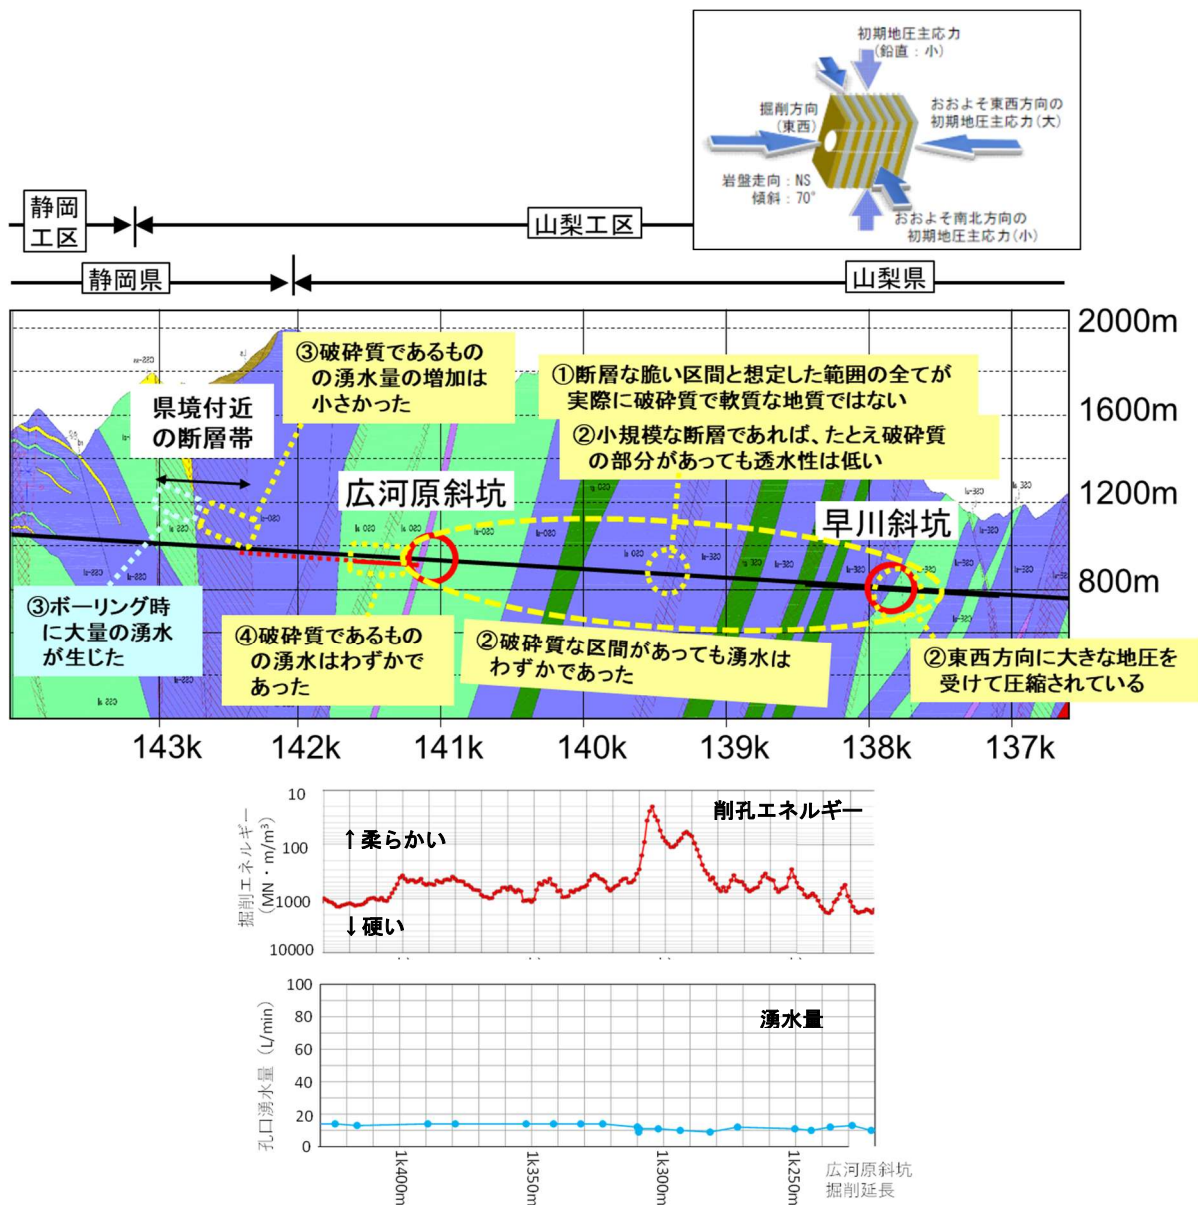 初期地圧主応力
(鉛直：小)
掘削方向
(東西)
おおよそ東西方向の
初期地圧主応力(大)
岩盤走向：NS
傾斜：70°
おおよそ南北方向の
初期地圧主応力(小)
静岡
工区
山梨工区
静岡県
山梨県
2000m
1600m
1200m
800m
③破砕質であるもの
の湧水量の増加は
小さかった
①断層な脆い区間と想定した範囲の全てが
実際に破砕質で軟質な地質ではない
②小規模な断層であれば、たとえ破砕質
の部分があっても透水性は低い
県境付近
の断層帯
広河原斜坑
早川斜坑
③ボーリング時
に大量の湧水
が生じた
④破砕質であるもの
の湧水はわずかで
あった
②破砕質な区間があっても湧水は
わずかであった
②東西方向に大きな地圧を
受けて圧縮されている
143k
142k
141k
140k
139k
138k
137k
削孔エネルギー
掘削エネルギー
（MN・m/m³）
10
100
1000
10000
↑柔らかい
↓硬い
湧水量
孔口湧水量（L/min）
100
80
60
40
20
0
1k400m
1k350m
1k300m
1k250m
広河原斜坑
掘削延長